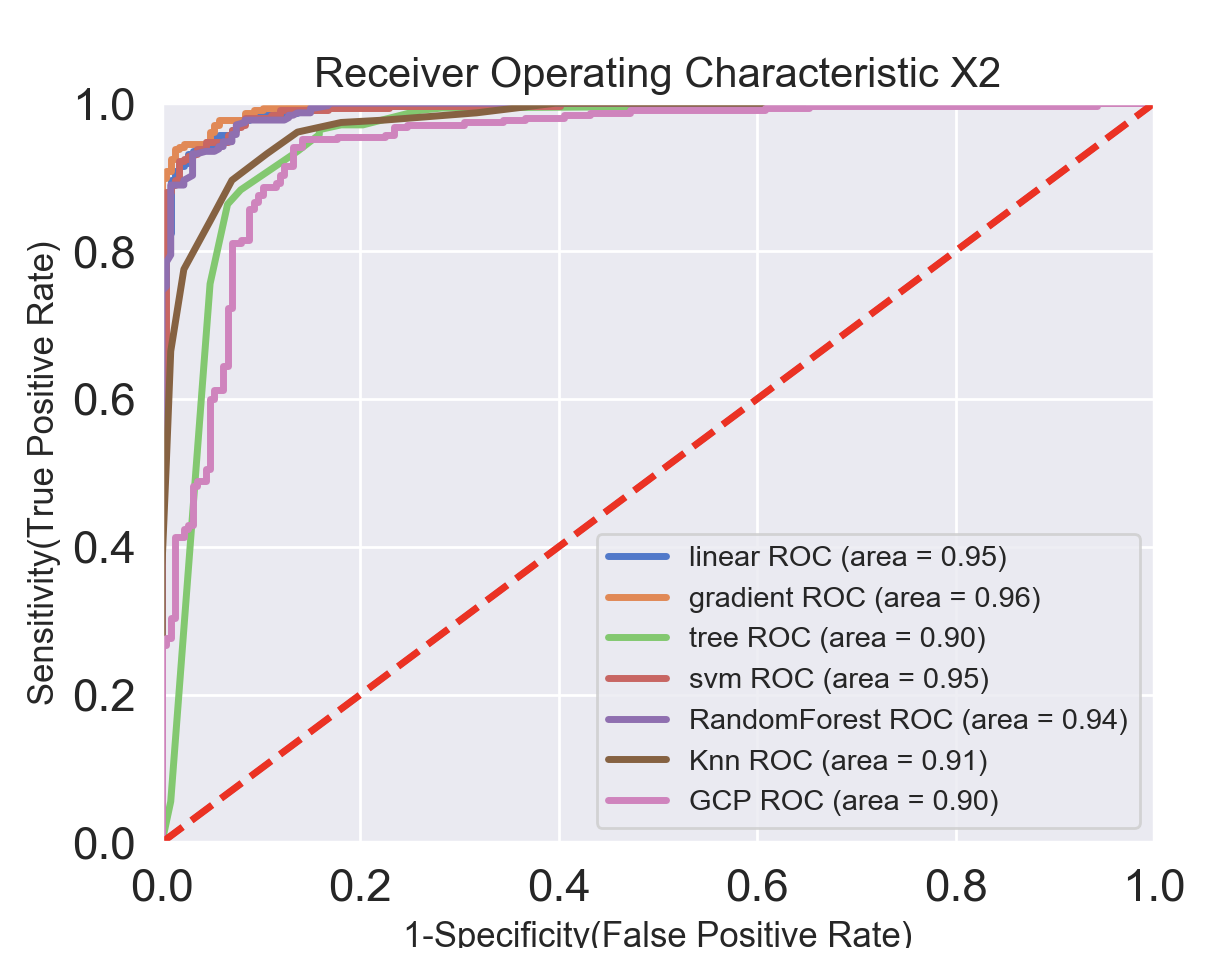 Receiver Operating Characteristic X2
Sensitivity(True Positive Rate)
1.0
0.8
0.6
0.4
0.2
0.0
linear ROC (area = 0.95)
gradient ROC (area = 0.96)
tree ROC (area = 0.90)
svm ROC (area = 0.95)
RandomForest ROC (area = 0.94)
Knn ROC (area = 0.91)
GCP ROC (area = 0.90)
0.0 0.2 0.4 0.6 0.8 1.0
1-Specificity(False Positive Rate)